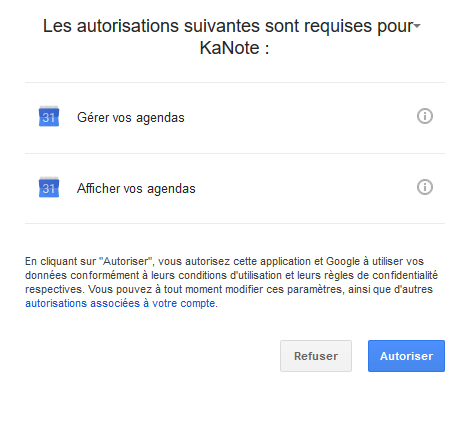 Les autorisations suivantes sont requises pour
KaNote :
31
Gérer vos agendas
31
Afficher vos agendas
En cliquant sur "Autoriser", vous autorisez cette application et Google à utiliser vos
données conformément à leurs conditions d'utilisation et leurs règles de confidentialité
respectives. Vous pouvez à tout moment modifier ces paramètres, ainsi que d'autres
autorisations associées à votre compte.
Refuser
Autoriser